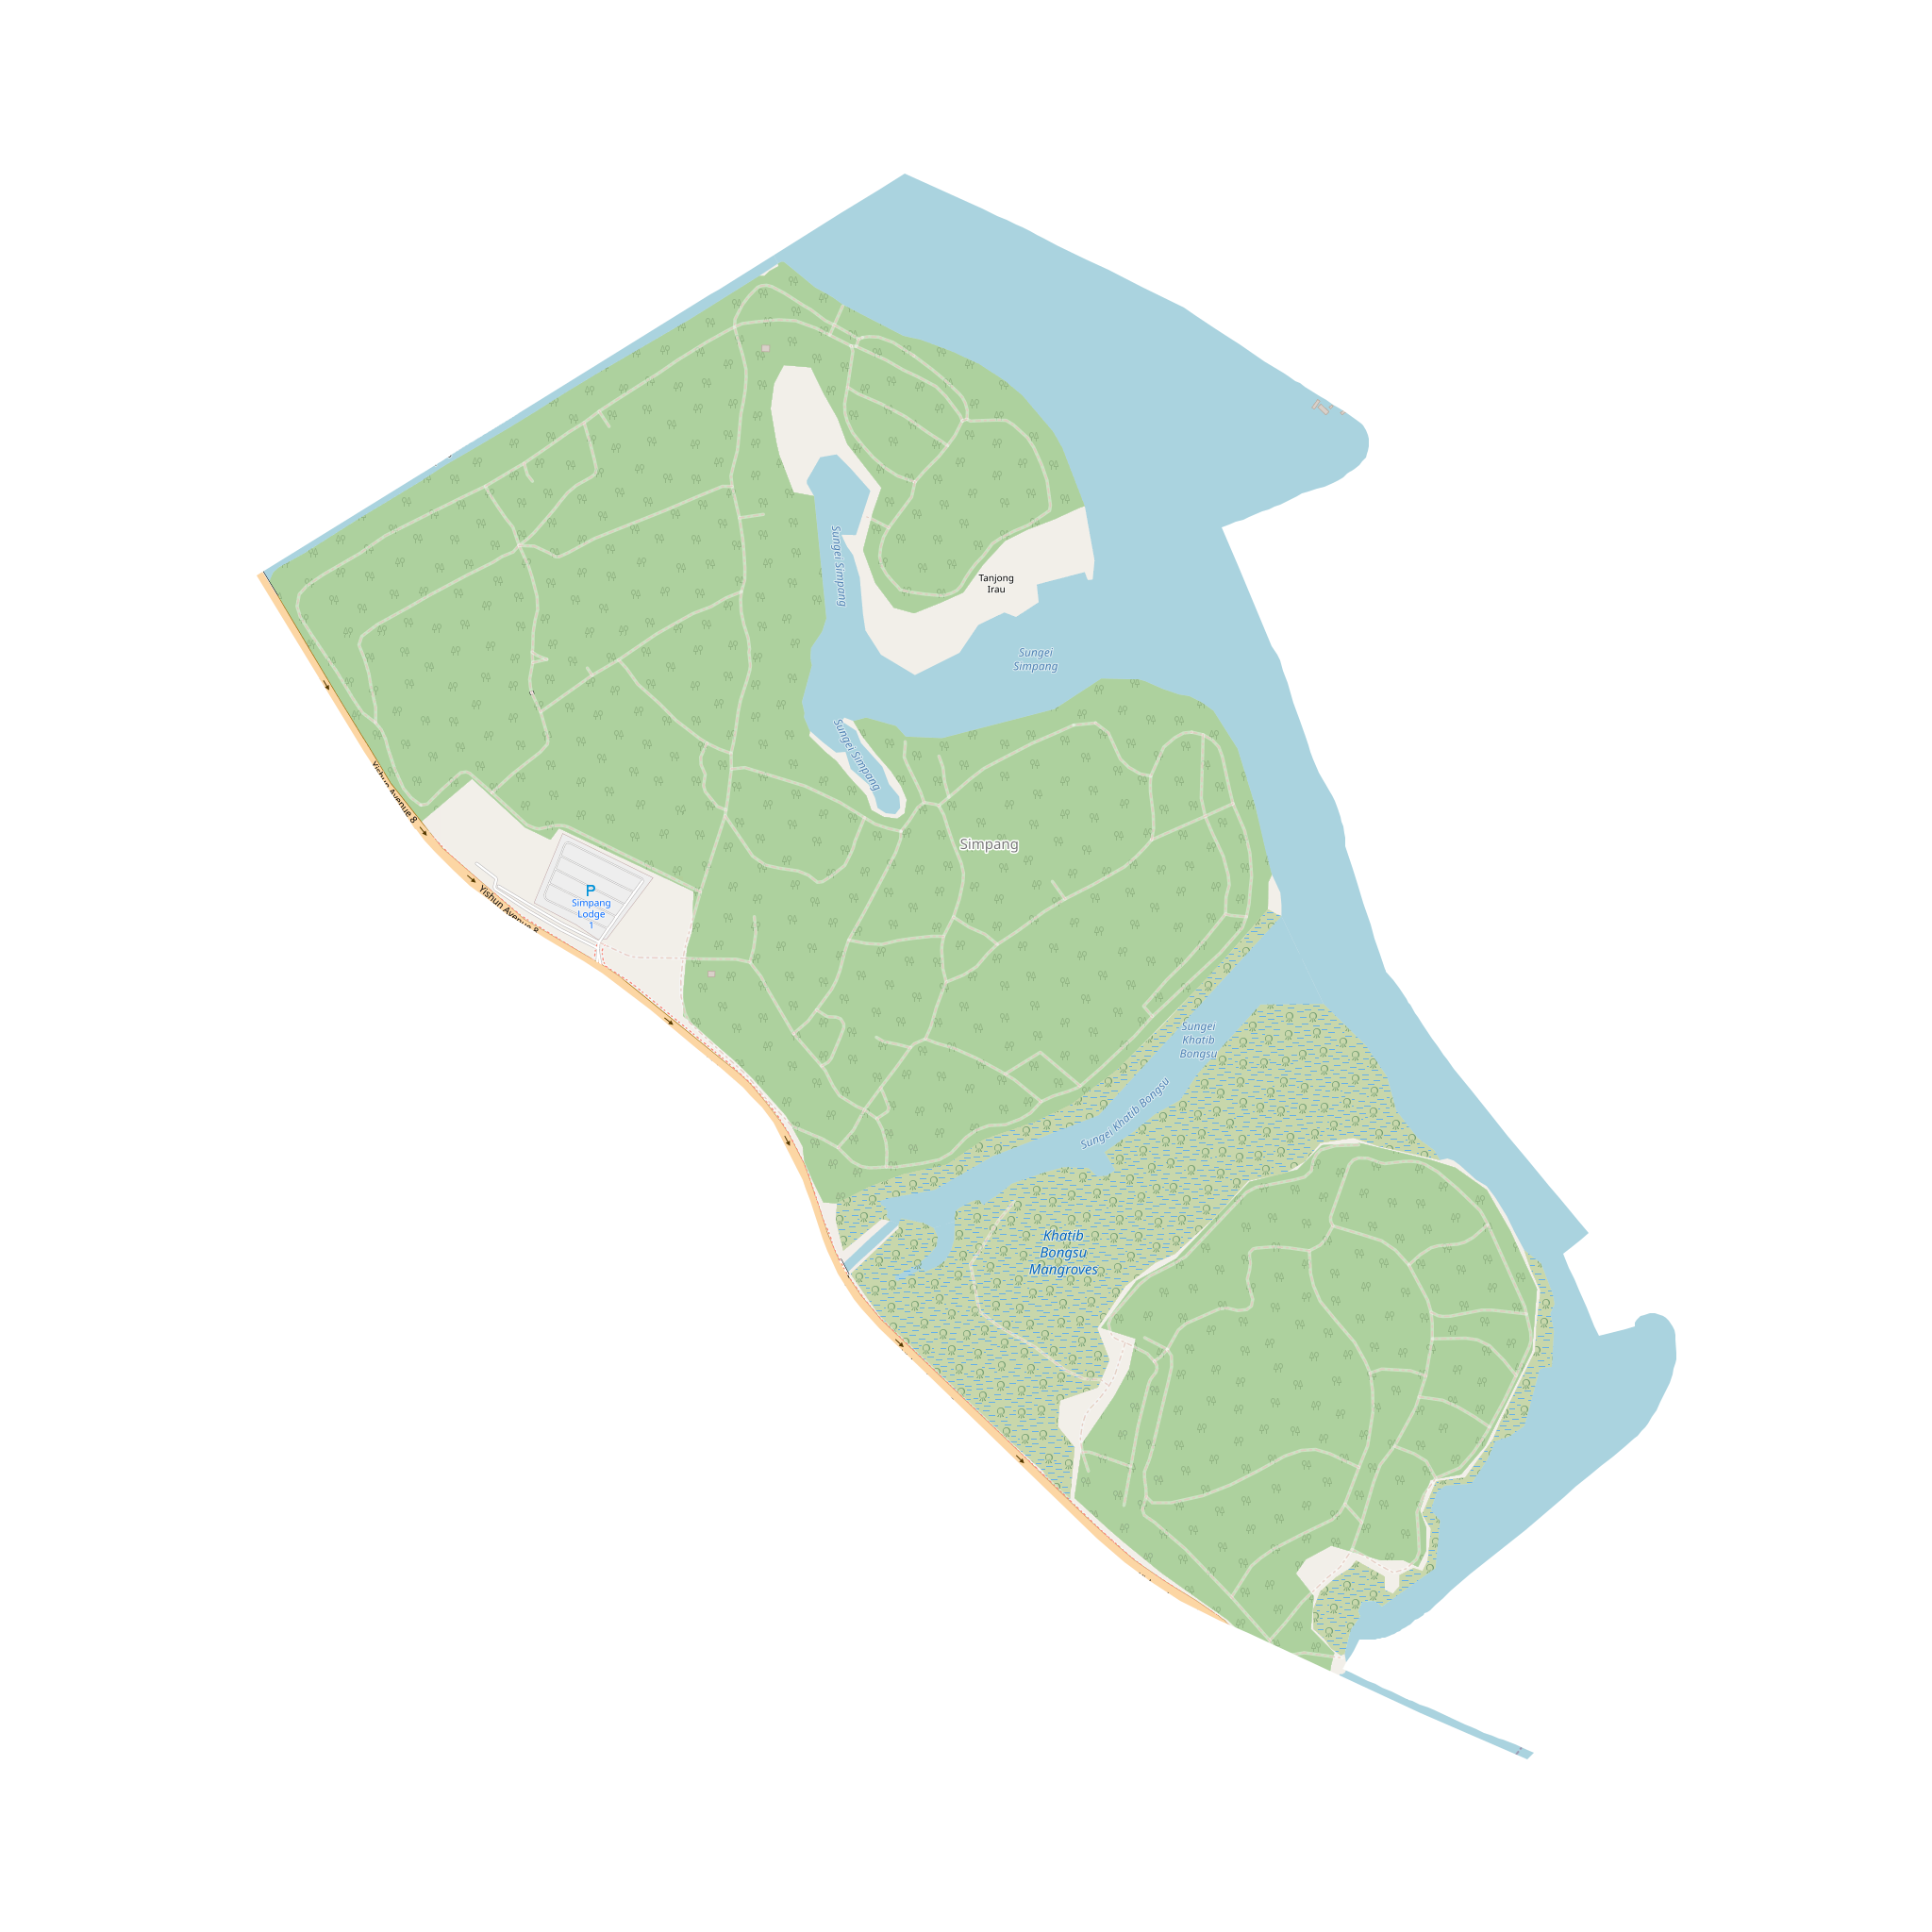 Sungei Simpang
Tanjong
Irau
Sungei
Simpang
Sungei Simpang
Yishun Avenue 8
Simpang
P
Simpang
Lodge
1
Yishun Avenue 8
Sungei
Khatib
Bongsu
Sungei Khatib Bongsu
Khatib
Bongsu
Mangroves